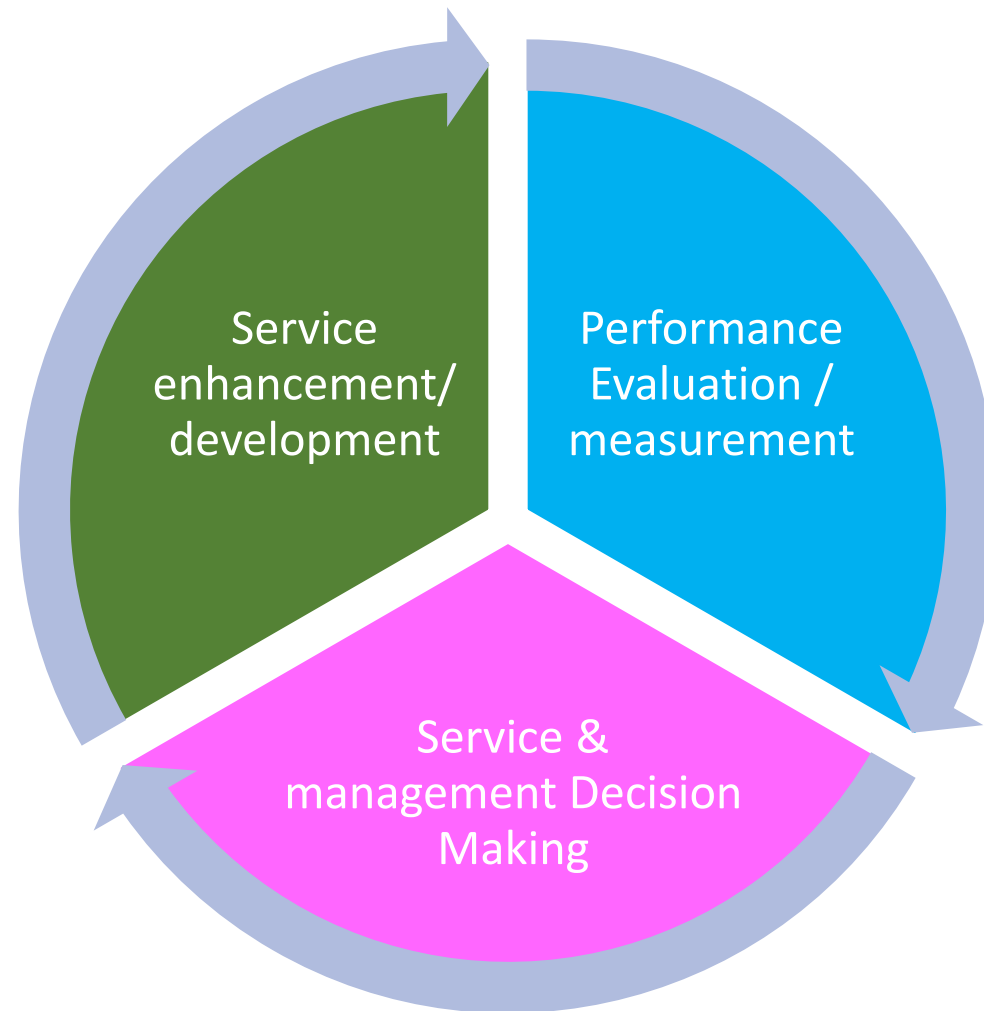 Service
enhancement/
development
Performance
Evaluation /
measurement
Service &
management Decision
Making